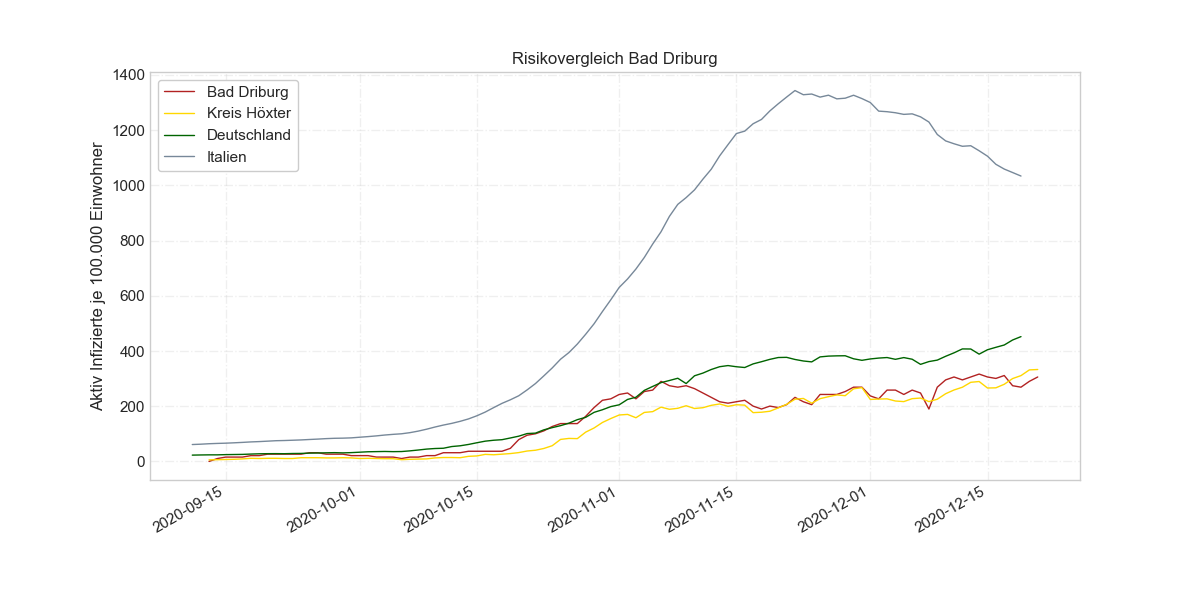 Risikovergleich Bad Driburg
Aktiv Infizierte je 100.000 Einwohner
1400
1200
1000
800
600
400
200
0
Bad Driburg
Kreis Höxter
Deutschland
Italien
2020-09-15
2020-10-01
2020-10-15
2020-11-01
2020-11-15
2020-12-01
2020-12-15